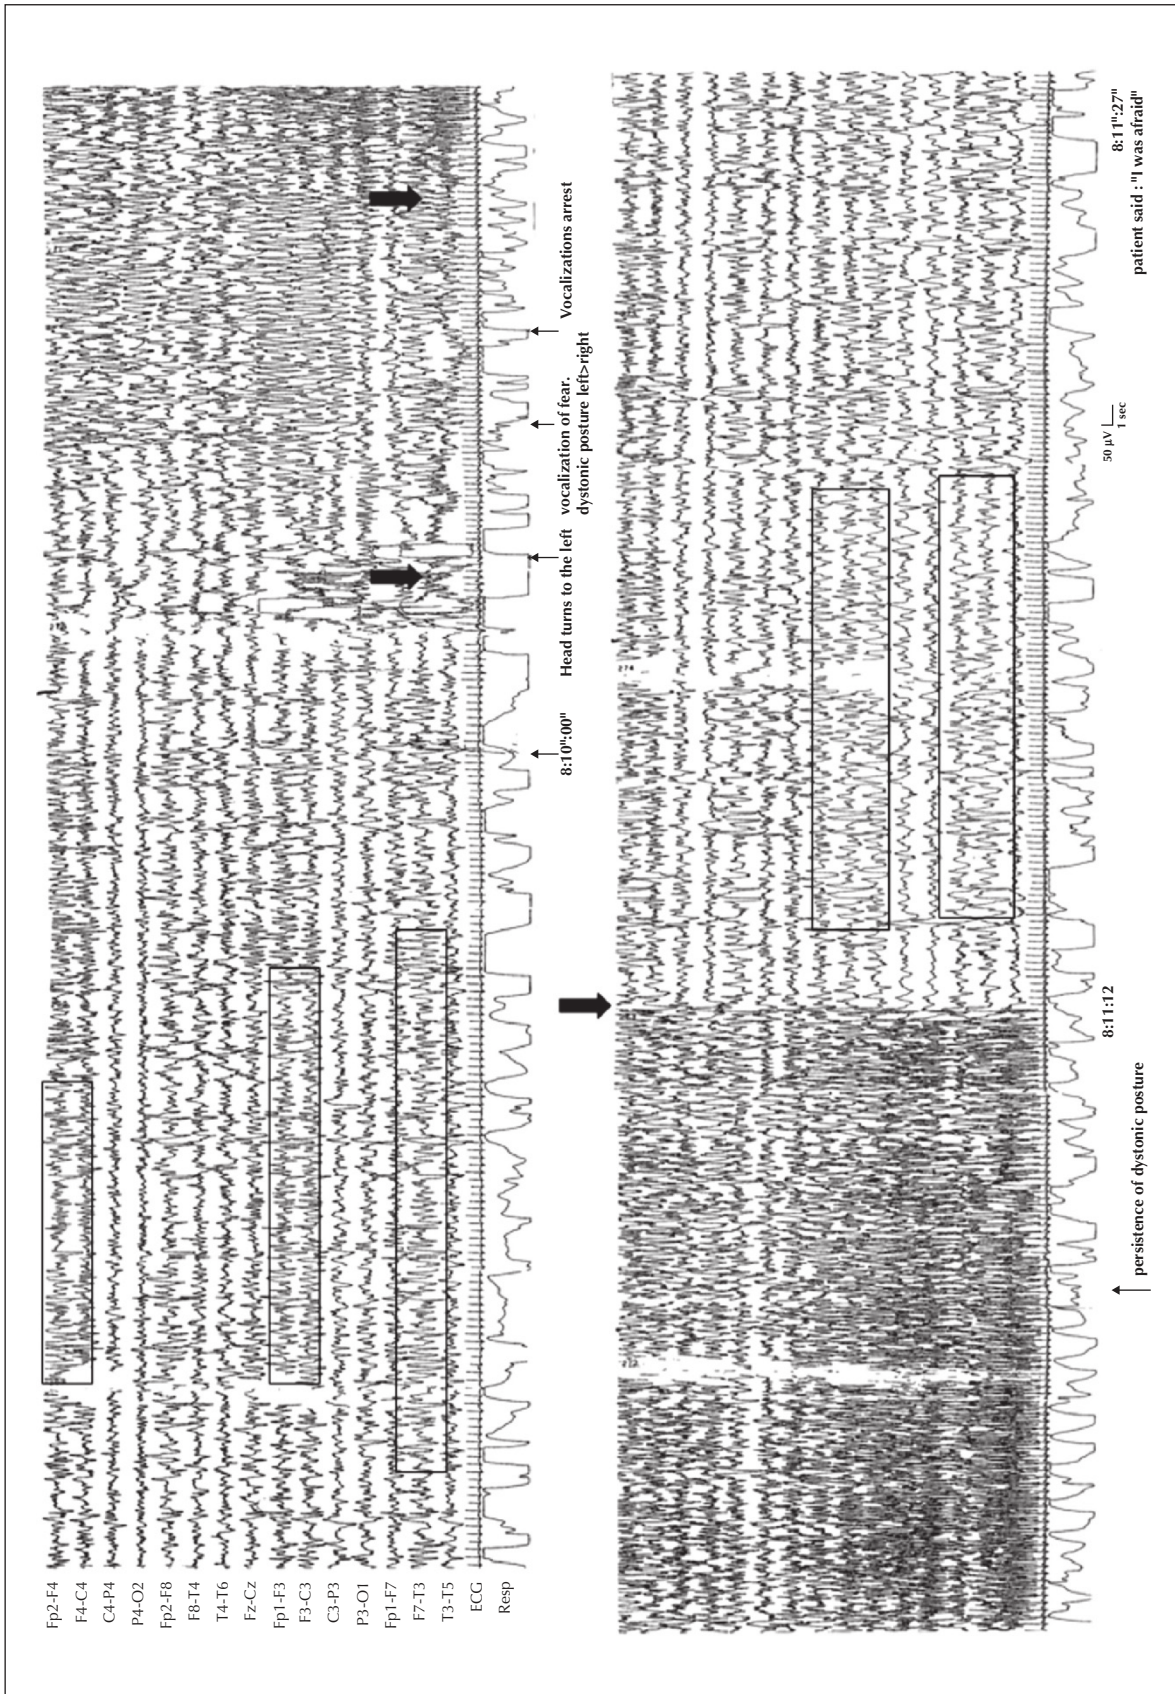 Fp2-F4
F4-C4
C4-P4
P4-O2
Fp2-F8
F8-T4
T4-T6
Fz-Cz
Fp1-F3
F3-C3
C3-P3
P3-O1
Fp1-F7
F7-T3
T3-T5
ECG
Resp
8:10":00"
Head turns to the left
vocalization of fear.
dystonic posture left>right
Vocalizations arrest
persistence of dystonic posture
8:11:12
50 µV
1 sec
8:11":27"
patient said : "I was afraid"